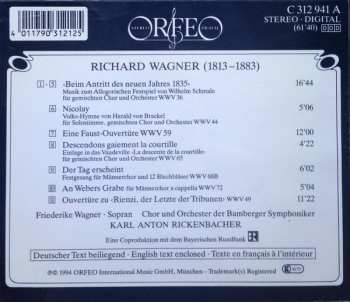 4 011790 312125
ORFEO
STEREO DIGITAL
C 312 941 A
STEREO · DIGITAL
(61'40) DDD
RICHARD WAGNER (1813–1883)
1 - 5 »Beim Antritt des neuen Jahres 1835« 16'44
Musik zum Allegorischen Festspiel von Wilhelm Schmale
für gemischten Chor und Orchester WWV 36
6 Nicolay 5'06
Volks-Hymne von Harald von Brackel
für Solostimme, gemischten Chor und Orchester WWV 44
7 Eine Faust-Ouvertüre WWV 59 12'00
8 Descendons gaiement la courtille 4'22
Einlage in das Vaudeville »La descente de la courtille«
für gemischten Chor und Orchester WWV 65
9 Der Tag erscheint 6'02
Festgesang für Männerchor und 12 Blechbläser WWV 68B
10 An Webers Grabe für Männerchor a cappella WWV 72 5'04
11 Ouvertüre zu »Rienzi, der Letzte der Tribunen« WWV 49 11'22
Friederike Wagner · Sopran Chor und Orchester der Bamberger Symphoniker
KARL ANTON RICKENBACHER
Eine Coproduktion mit dem Bayerischen Rundfunk
Deutscher Text beiliegend · English text enclosed · Texte en français à l'intérieur
℗ © 1994 ORFEO International Music GmbH, München – Trademark(s) Registered